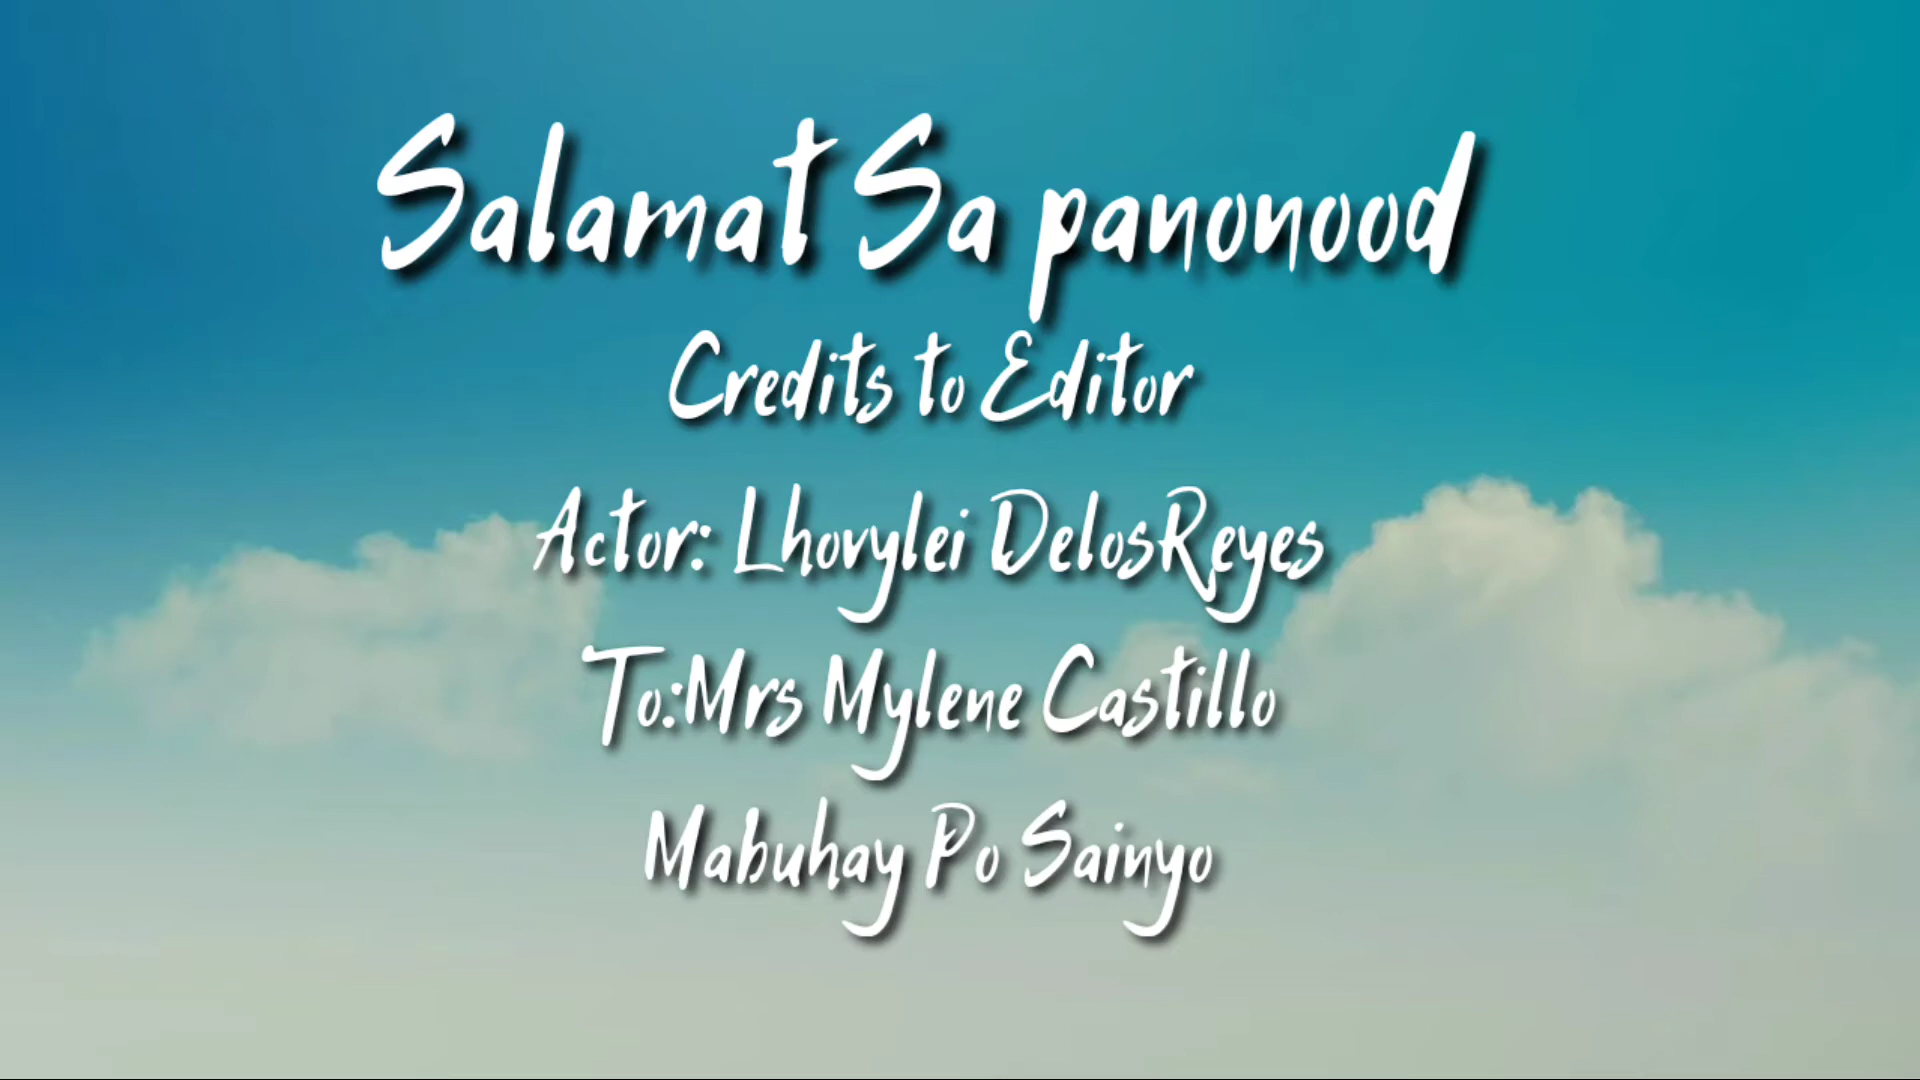 Salamat Sa panonood
Credits to Editor
Actor: Lhovylei DelosReyes
To:Mrs Mylene Castillo
Mabuhay Po Sainyo